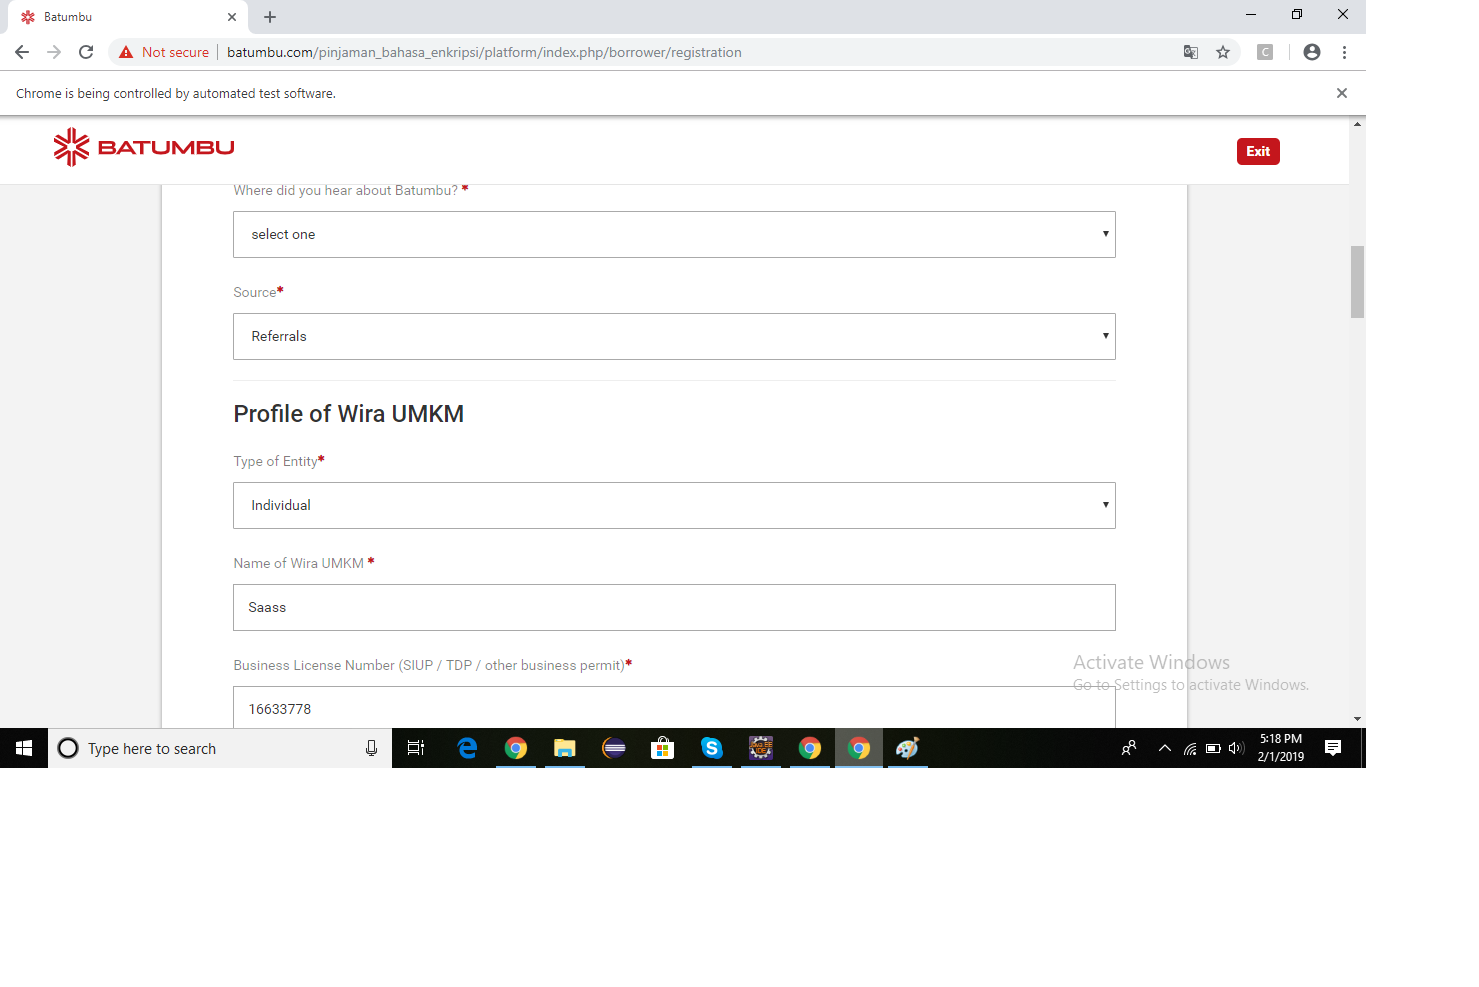 Batumbu
Not secure batumbu.com/pinjaman_bahasa_enkripsi/platform/index.php/borrower/registration
Chrome is being controlled by automated test software.
BATUMBU
Exit
Where did you hear about Batumbu? *
select one
Source*
Referrals
Profile of Wira UMKM
Type of Entity*
Individual
Name of Wira UMKM *
Saass
Business License Number (SIUP / TDP / other business permit)*
16633778
Activate Windows
Go to Settings to activate Windows.
Type here to search
5:18 PM
2/1/2019